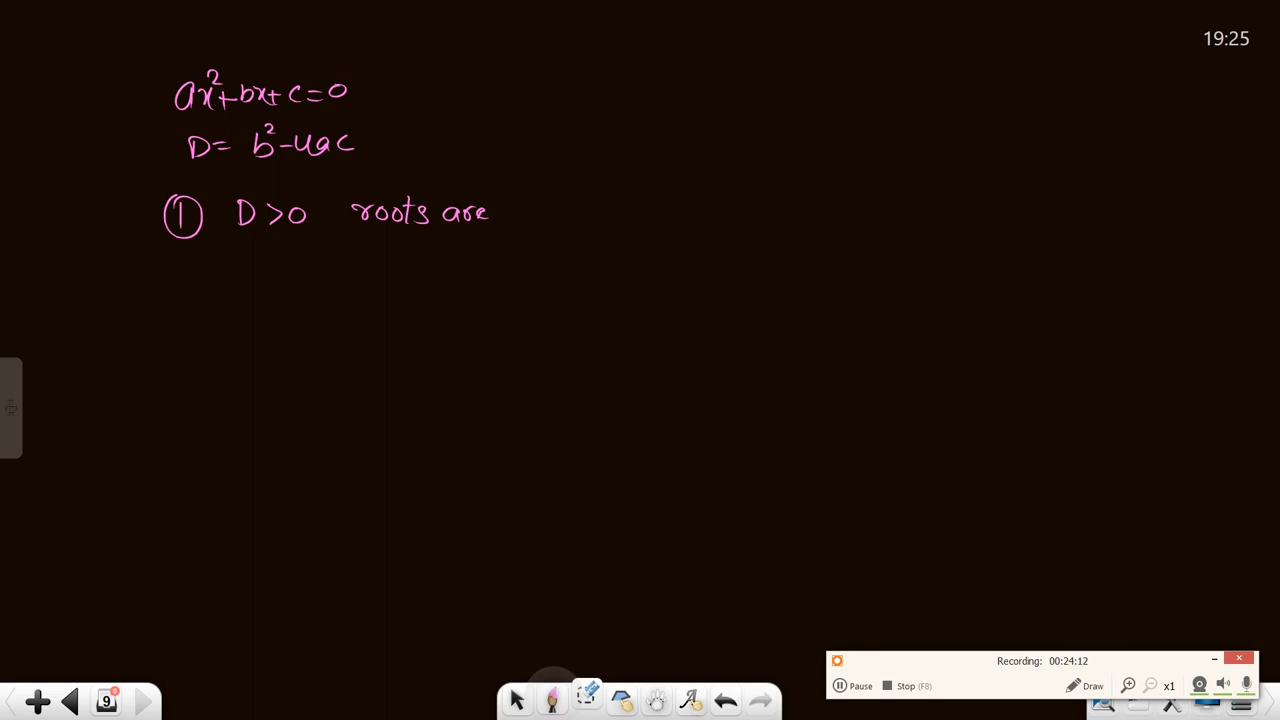 19:25
ax²+bx+c=0
D= b²-4ac
① D>0 roots are
Recording: 00:24:12
Pause Stop (F8) Draw x1
9 0